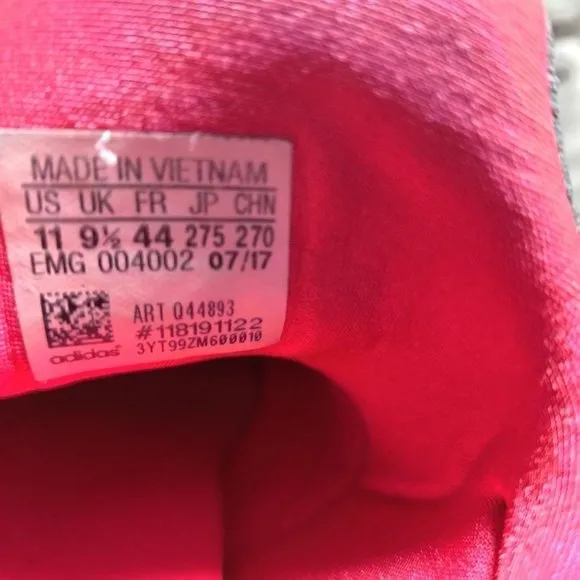 MADE IN VIETNAM
US UK FR JP CHN
11 9½ 44 275 270
EMG 004002 07/17
ART Q44893
#118191122
3YT99ZM600010
adidas